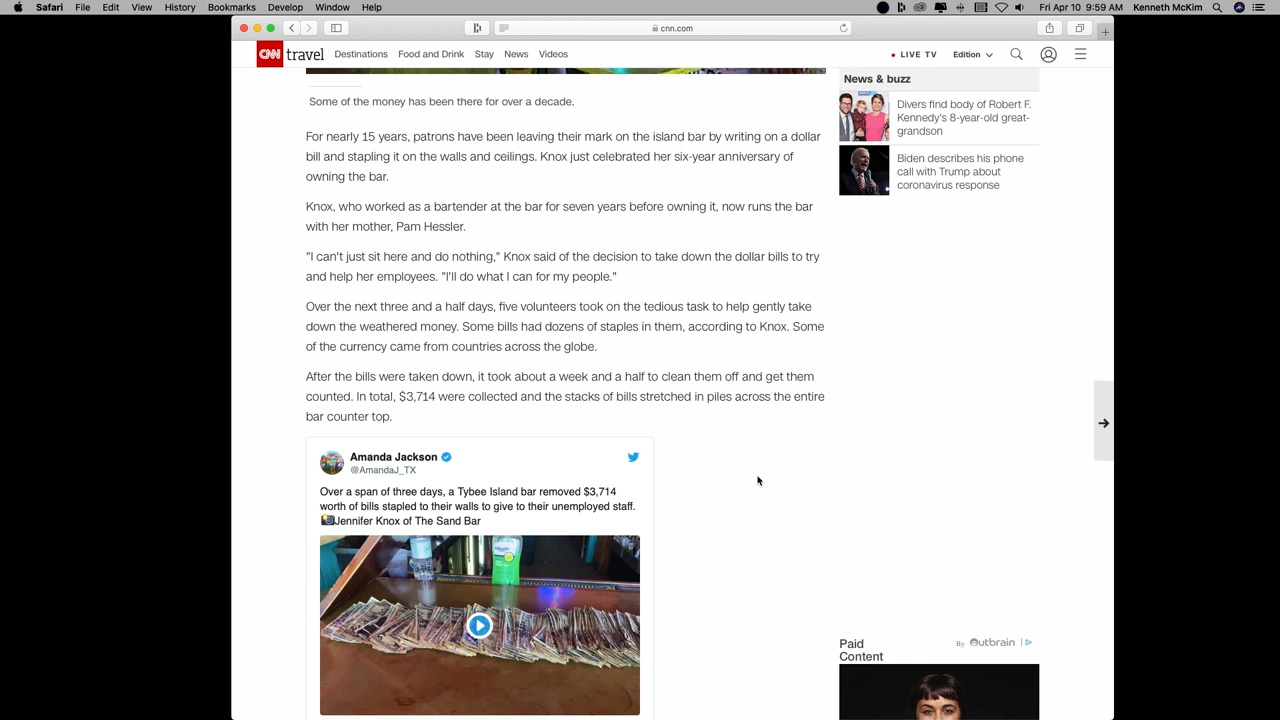 Safari File Edit View History Bookmarks Develop Window Help Fri Apr 10 9:59 AM Kenneth McKim
cnn.com
CNN travel Destinations Food and Drink Stay News Videos LIVE TV Edition
Some of the money has been there for over a decade.
For nearly 15 years, patrons have been leaving their mark on the island bar by writing on a dollar
bill and stapling it on the walls and ceilings. Knox just celebrated her six-year anniversary of
owning the bar.
Knox, who worked as a bartender at the bar for seven years before owning it, now runs the bar
with her mother, Pam Hessler.
"I can't just sit here and do nothing," Knox said of the decision to take down the dollar bills to try
and help her employees. "I'll do what I can for my people."
Over the next three and a half days, five volunteers took on the tedious task to help gently take
down the weathered money. Some bills had dozens of staples in them, according to Knox. Some
of the currency came from countries across the globe.
After the bills were taken down, it took about a week and a half to clean them off and get them
counted. In total, $3,714 were collected and the stacks of bills stretched in piles across the entire
bar counter top.
Amanda Jackson
@AmandaJ_TX
Over a span of three days, a Tybee Island bar removed $3,714
worth of bills stapled to their walls to give to their unemployed staff.
Jennifer Knox of The Sand Bar
News & buzz
Divers find body of Robert F.
Kennedy's 8-year-old great-
grandson
Biden describes his phone
call with Trump about
coronavirus response
Paid
Content
By Outbrain